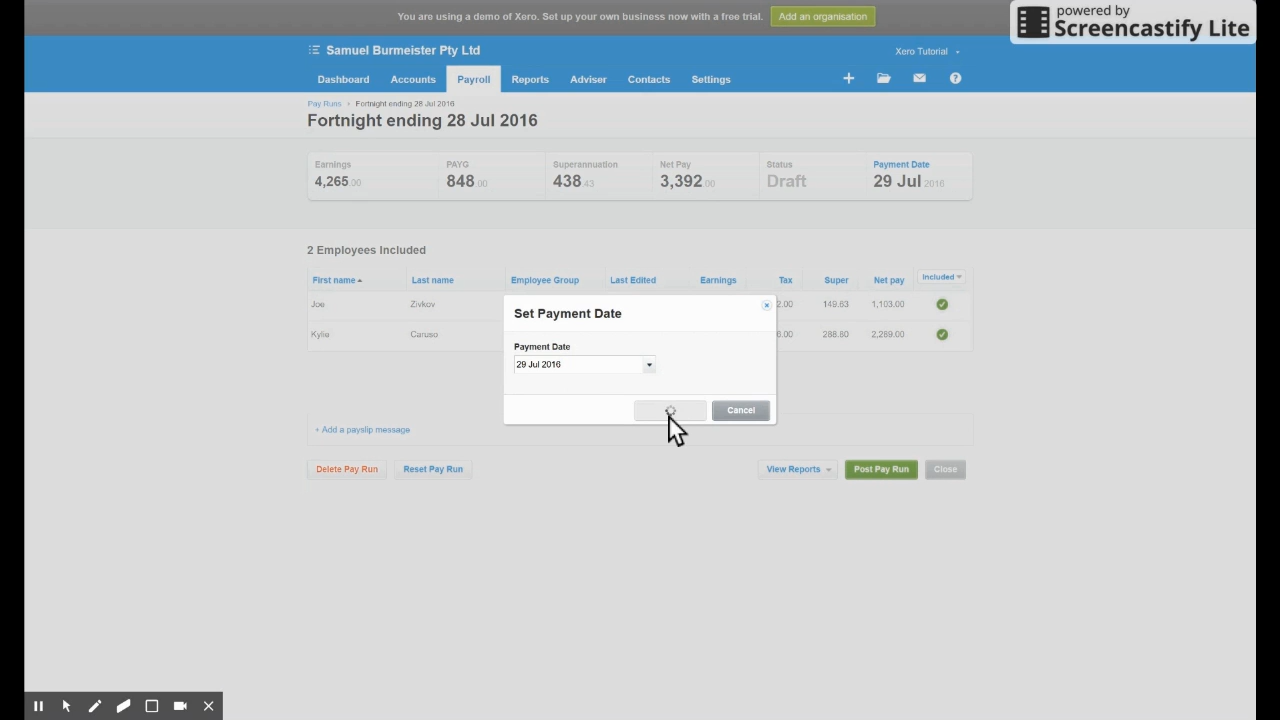 You are using a demo of Xero. Set up your own business now with a free trial. Add an organisation
powered by
Screencastify Lite
Samuel Burmeister Pty Ltd
Xero Tutorial
Dashboard Accounts Payroll Reports Adviser Contacts Settings
Pay Runs › Fortnight ending 28 Jul 2016
Fortnight ending 28 Jul 2016
Earnings PAYG Superannuation Net Pay Status Payment Date
4,265.00 848.00 438.43 3,392.00 Draft 29 Jul 2016
2 Employees Included
First name Last name Employee Group Last Edited Earnings Tax Super Net pay Included
Joe Zivkov 2.00 149.63 1,103.00
Kylie Caruso 6.00 288.80 2,289.00
Set Payment Date
Payment Date
29 Jul 2016
Cancel
+ Add a payslip message
Delete Pay Run Reset Pay Run View Reports Post Pay Run Close